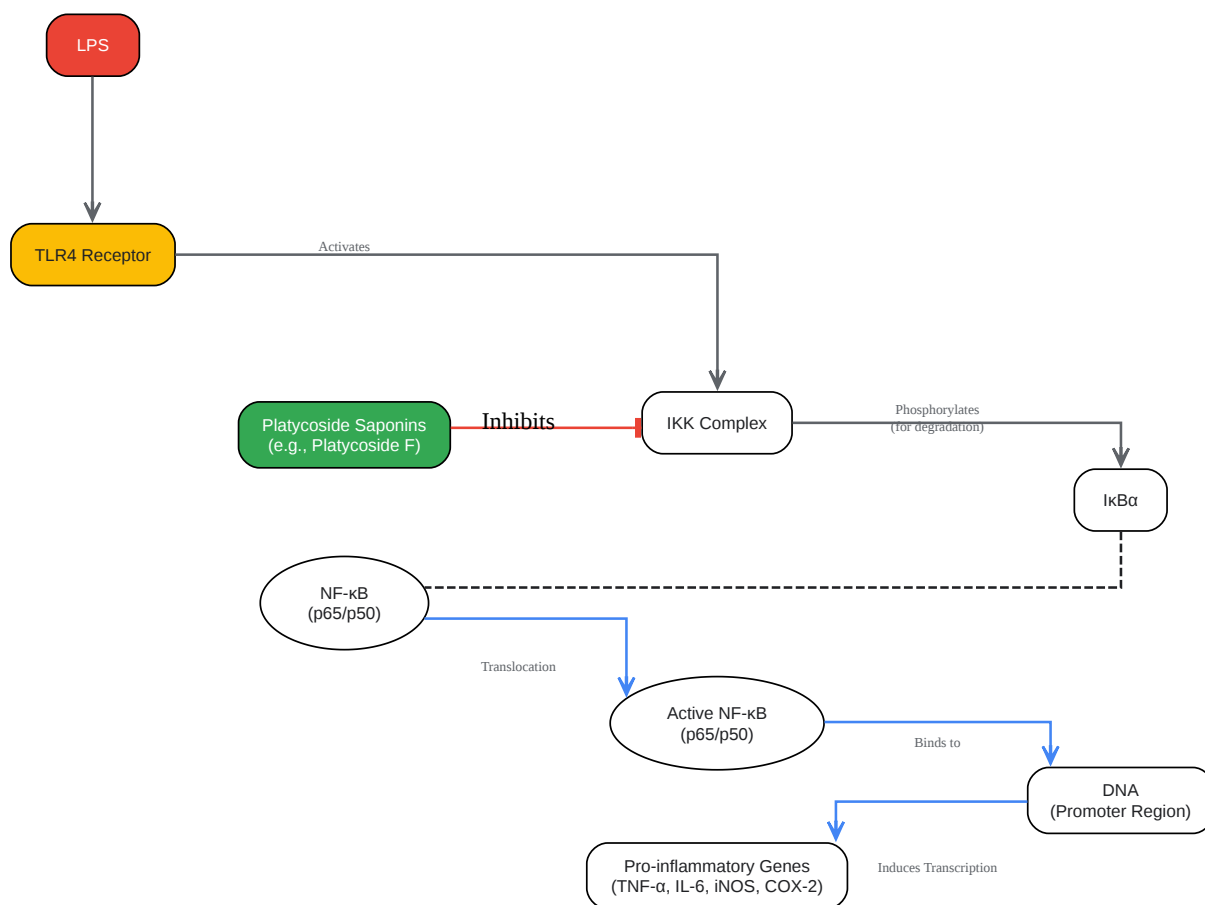 LPS
TLR4 Receptor
Activates
Platycoside Saponins
(e.g., Platycoside F)
Inhibits
IKK Complex
Phosphorylates
(for degradation)
IκBα
NF-κB
(p65/p50)
Translocation
Active NF-κB
(p65/p50)
Binds to
DNA
(Promoter Region)
Pro-inflammatory Genes
(TNF-α, IL-6, iNOS, COX-2)
Induces Transcription